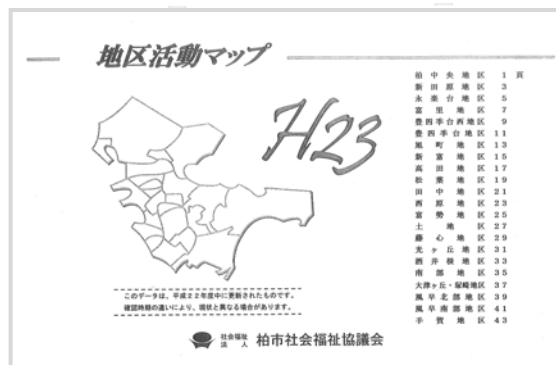 地区活動マップ
H23
柏中央地区 1 頁
新田原地区 3
永楽台地区 5
富里地区 7
豊四季台西地区 9
豊四季台地区 11
旭町地区 13
新富地区 15
高田地区 17
松葉地区 19
田中地区 21
西原地区 23
富勢地区 25
土地区 27
藤心地区 29
光ヶ丘地区 31
酒井根地区 33
南部地区 35
大津ヶ丘・塚崎地区 37
風早北部地区 39
風早南部地区 41
手賀地区 43
このデータは、平成22年度中に更新されたものです。
確認時期の違いにより、現状と異なる場合があります。
社会福祉
法人 柏市社会福祉協議会